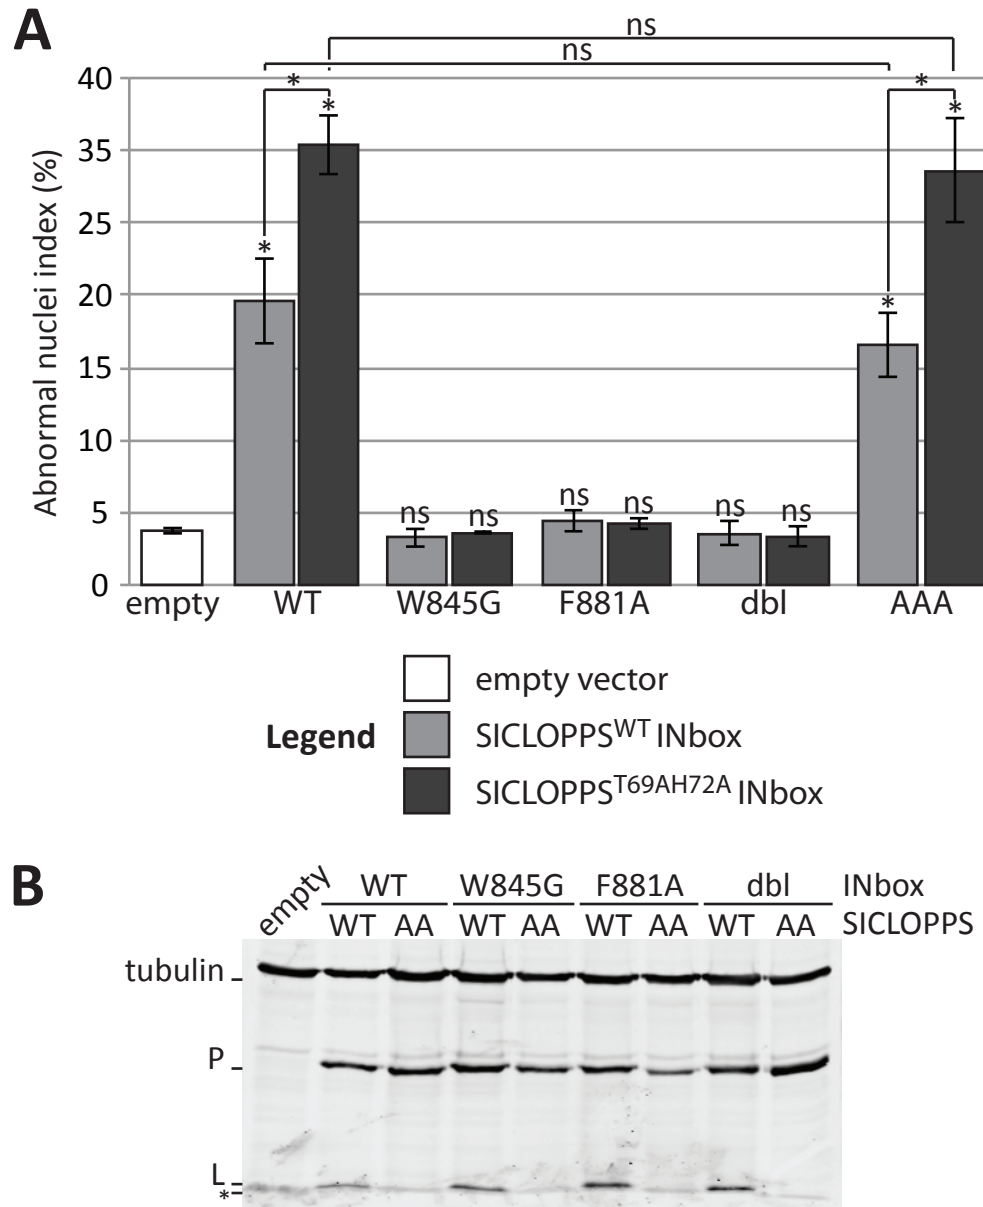 A
ns
ns
* *
40
* *
35
25
*
20
*
15
10
5
ns ns ns ns ns ns
0
Abnormal nuclei index (%)
empty WT W845G F881A dbl AAA
empty vector
Legend SICLOPPS^WT INbox
SICLOPPS^T69AH72A INbox
B
empty WT W845G F881A dbl INbox
WT AA WT AA WT AA WT AA SICLOPPS
tubulin
P
L
*